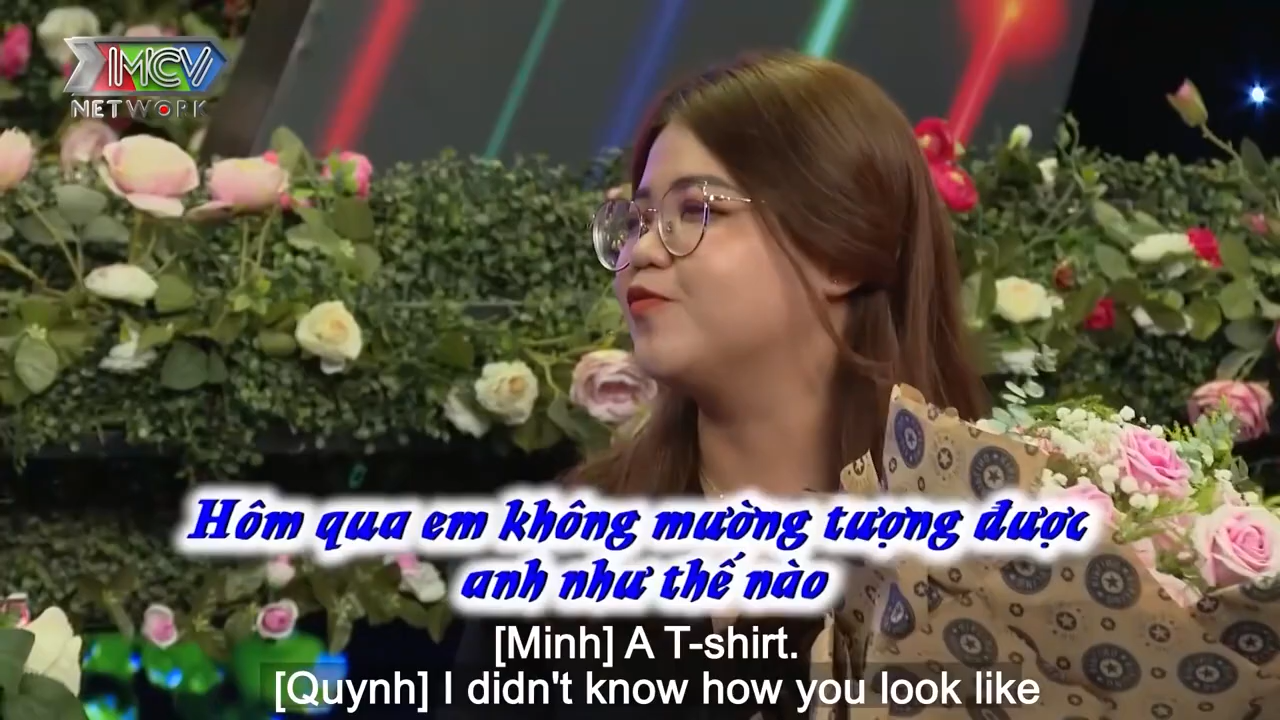 MCV
NETWORK
Hôm qua em không mường tượng được
anh như thế nào
[Minh] A T-shirt.
[Quynh] I didn't know how you look like